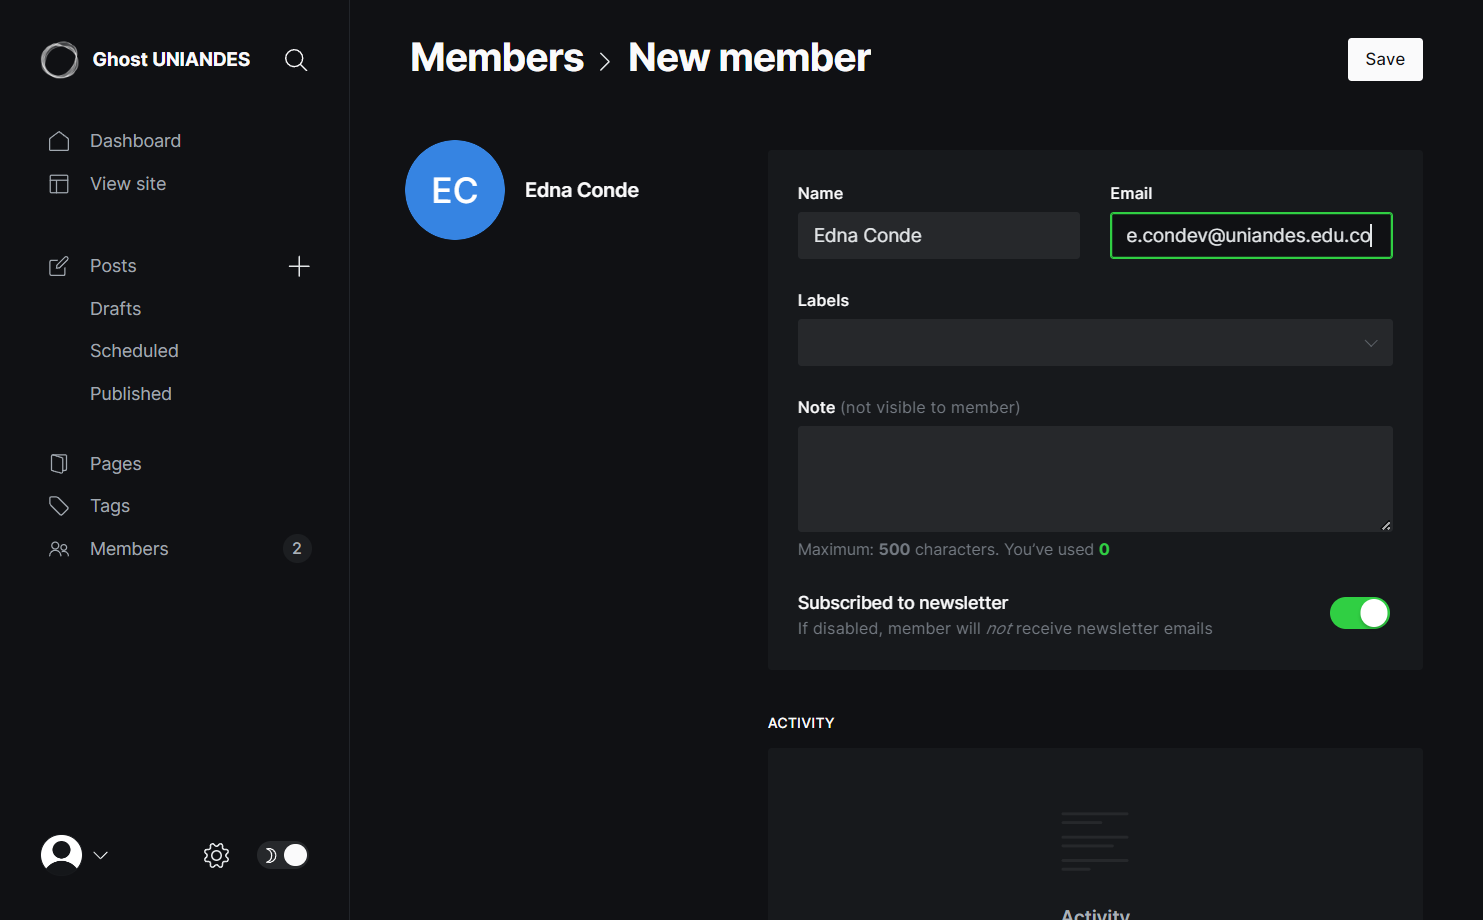 Ghost UNIANDES
Dashboard
View site
Posts
Drafts
Scheduled
Published
Pages
Tags
Members 2
Members > New member
Save
EC
Edna Conde
Name
Edna Conde
Email
e.condev@uniandes.edu.co
Labels
Note (not visible to member)
Maximum: 500 characters. You’ve used 0
Subscribed to newsletter
If disabled, member will not receive newsletter emails
ACTIVITY
Activity